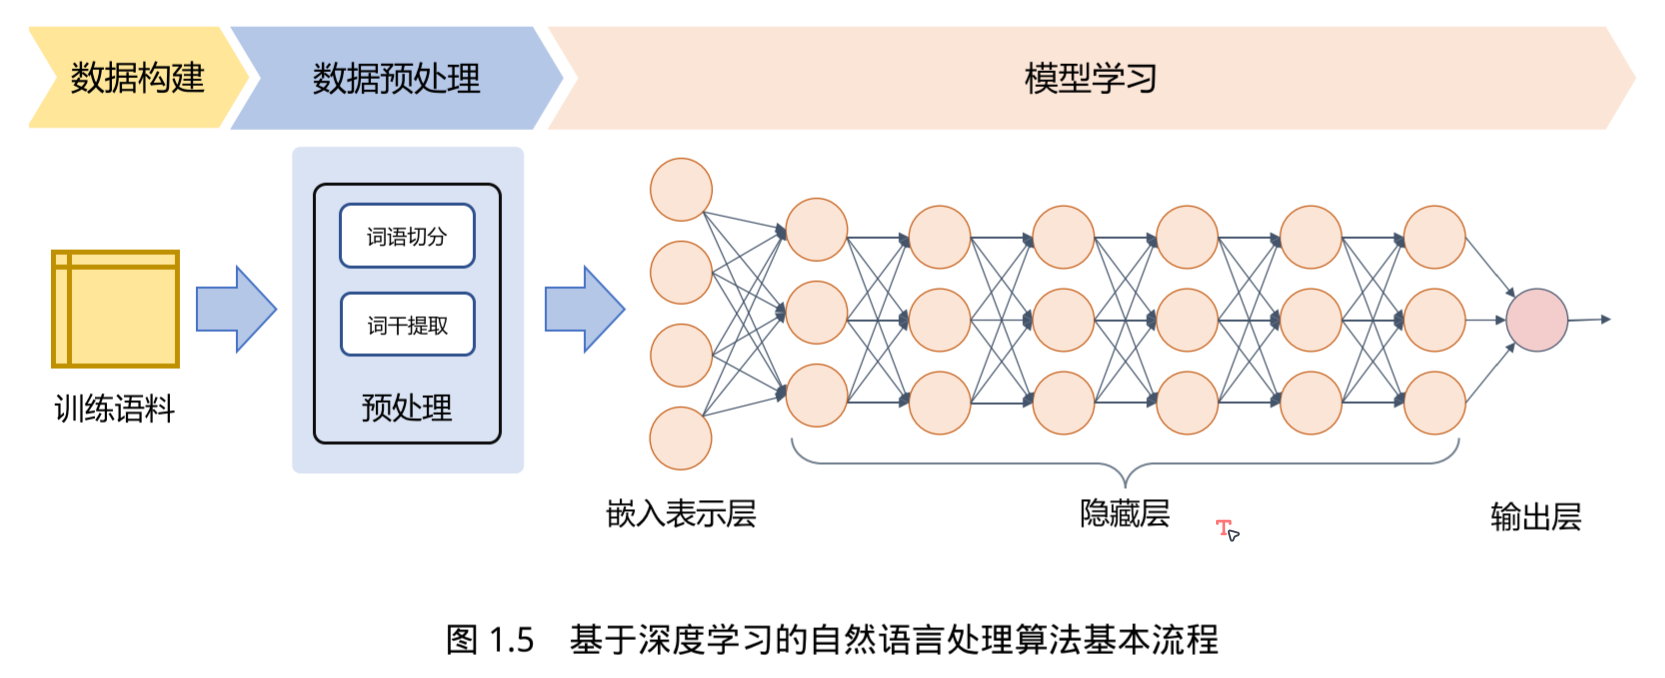 数据构建
数据预处理
模型学习
词语切分
词干提取
预处理
训练语料
嵌入表示层
隐藏层
输出层
图 1.5 基于深度学习的自然语言处理算法基本流程